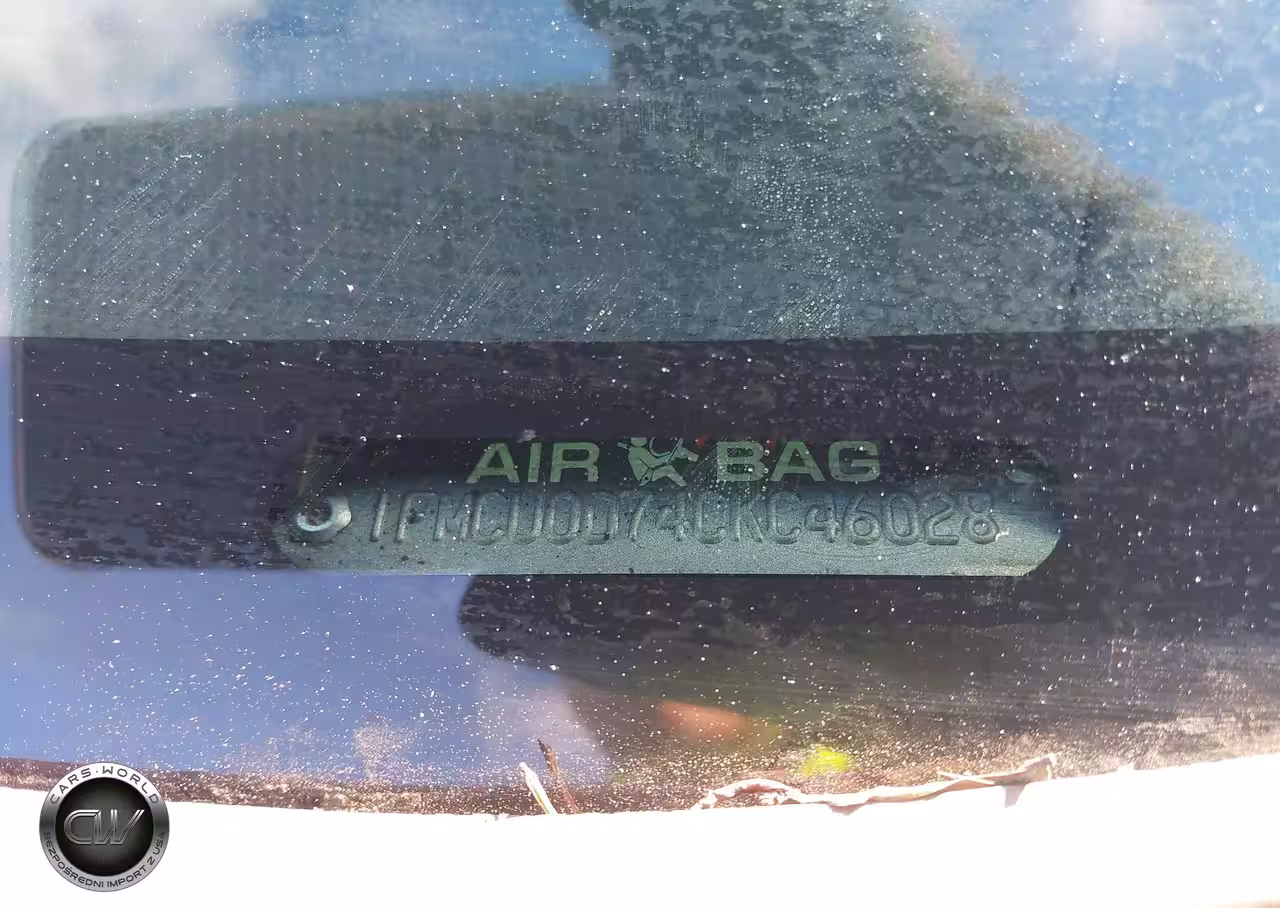 AIR BAG
1FMCU0D74CKC46028
CARS·WORLD
CW
BEZPOŚREDNI IMPORT Z USA